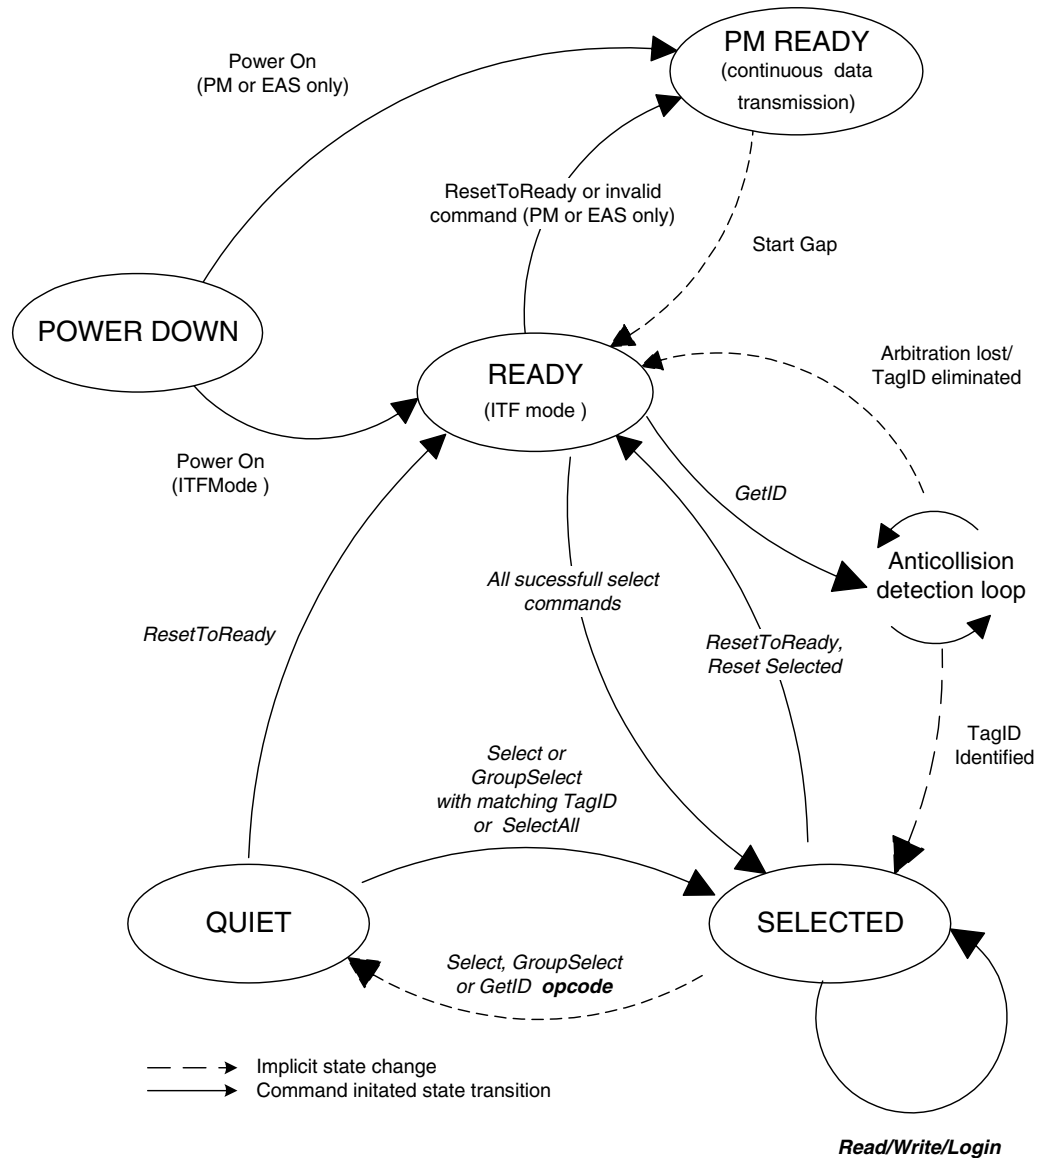 PM READY
(continuous data
transmission)
Power On
(PM or EAS only)
ResetToReady or invalid
command (PM or EAS only)
Start Gap
POWER DOWN
READY
(ITF mode )
Arbitration lost/
TagID eliminated
Power On
(ITFMode )
GetID
Anticollision
detection loop
All sucessfull select
commands
ResetToReady
ResetToReady,
Reset Selected
TagID
Identified
Select or
GroupSelect
with matching TagID
or SelectAll
QUIET
SELECTED
Select, GroupSelect
or GetID opcode
Implicit state change
Command initated state transition
Read/Write/Login